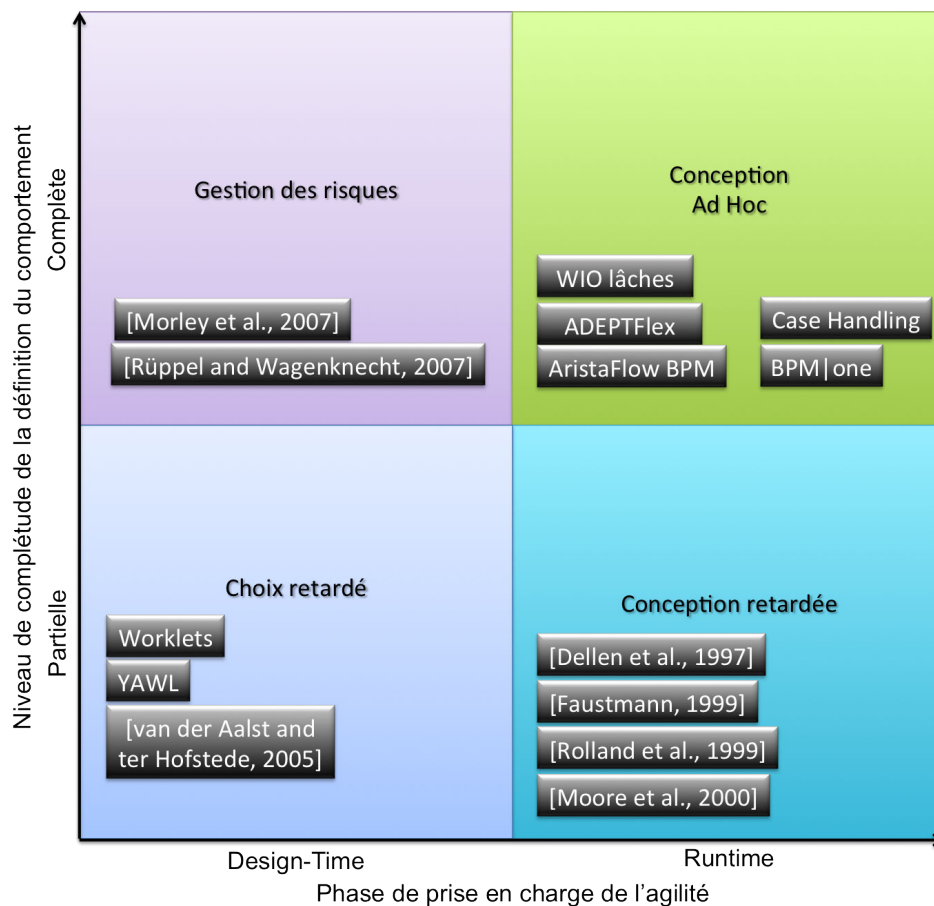 Niveau de complétude de la définition du comportement
Complète
Partielle
Gestion des risques
[Morley et al., 2007]
[Rüppel and Wagenknecht, 2007]
Conception
Ad Hoc
WIO lâches
ADEPTFlex
AristaFlow BPM
Case Handling
BPM|one
Choix retardé
Worklets
YAWL
[van der Aalst and
ter Hofstede, 2005]
Conception retardée
[Dellen et al., 1997]
[Faustmann, 1999]
[Rolland et al., 1999]
[Moore et al., 2000]
Design-Time
Runtime
Phase de prise en charge de l'agilité